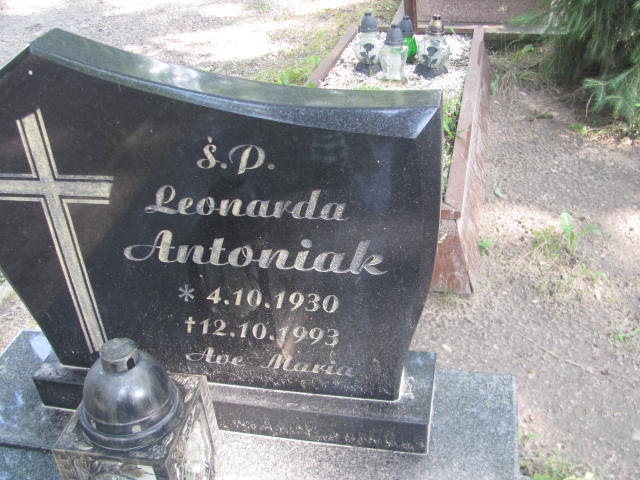 Ś.P.
Leonarda
Antoniak
* 4.10.1930
†12.10.1993
Ave Maria